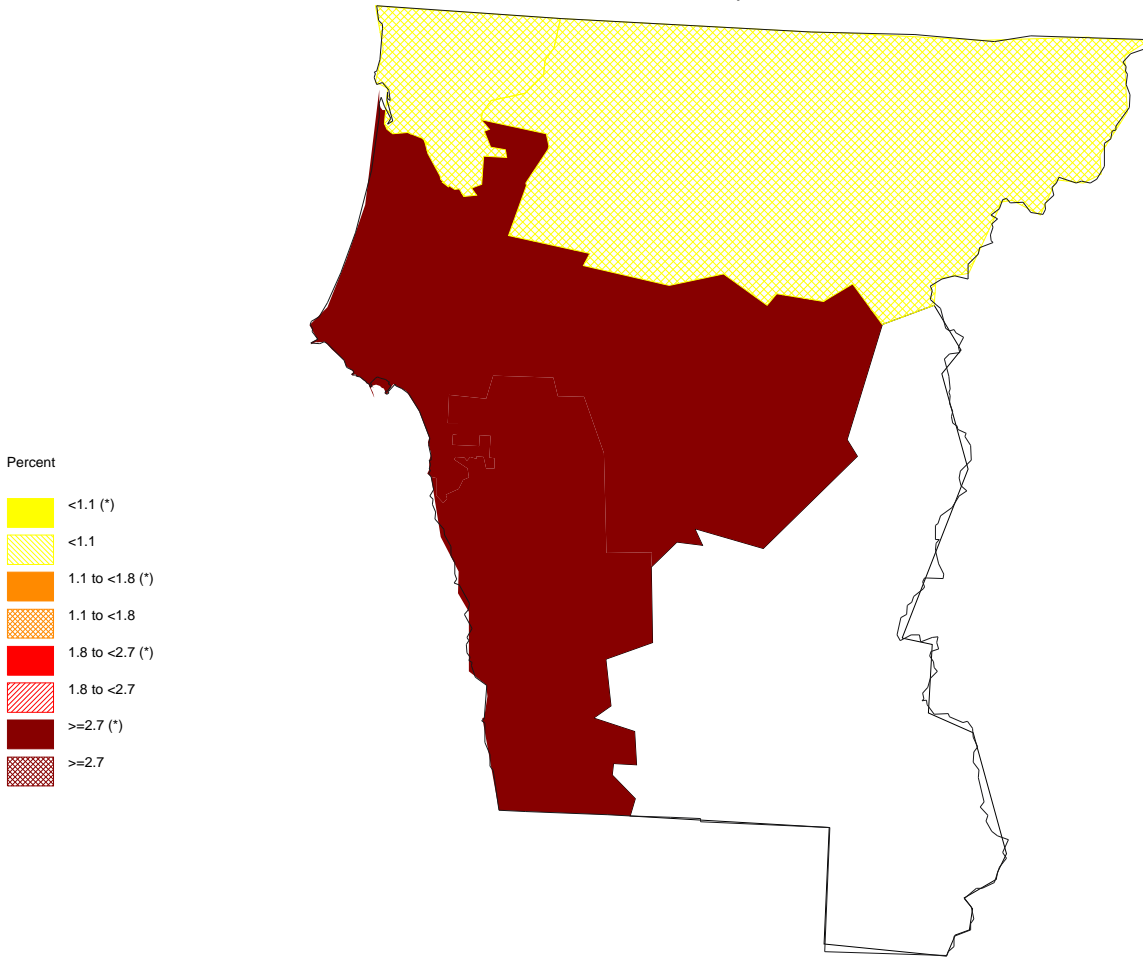 Percent
<1.1 (*)
<1.1
1.1 to <1.8 (*)
1.1 to <1.8
1.8 to <2.7 (*)
1.8 to <2.7
>=2.7 (*)
>=2.7